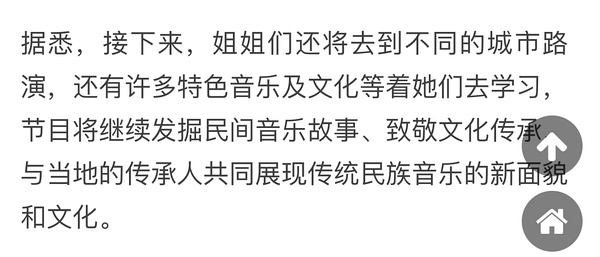 据悉，接下来，姐姐们还将去到不同的城市路
演，还有许多特色音乐及文化等着她们去学习，
节目将继续发掘民间音乐故事、致敬文化传承
与当地的传承人共同展现传统民族音乐的新面貌
和文化。